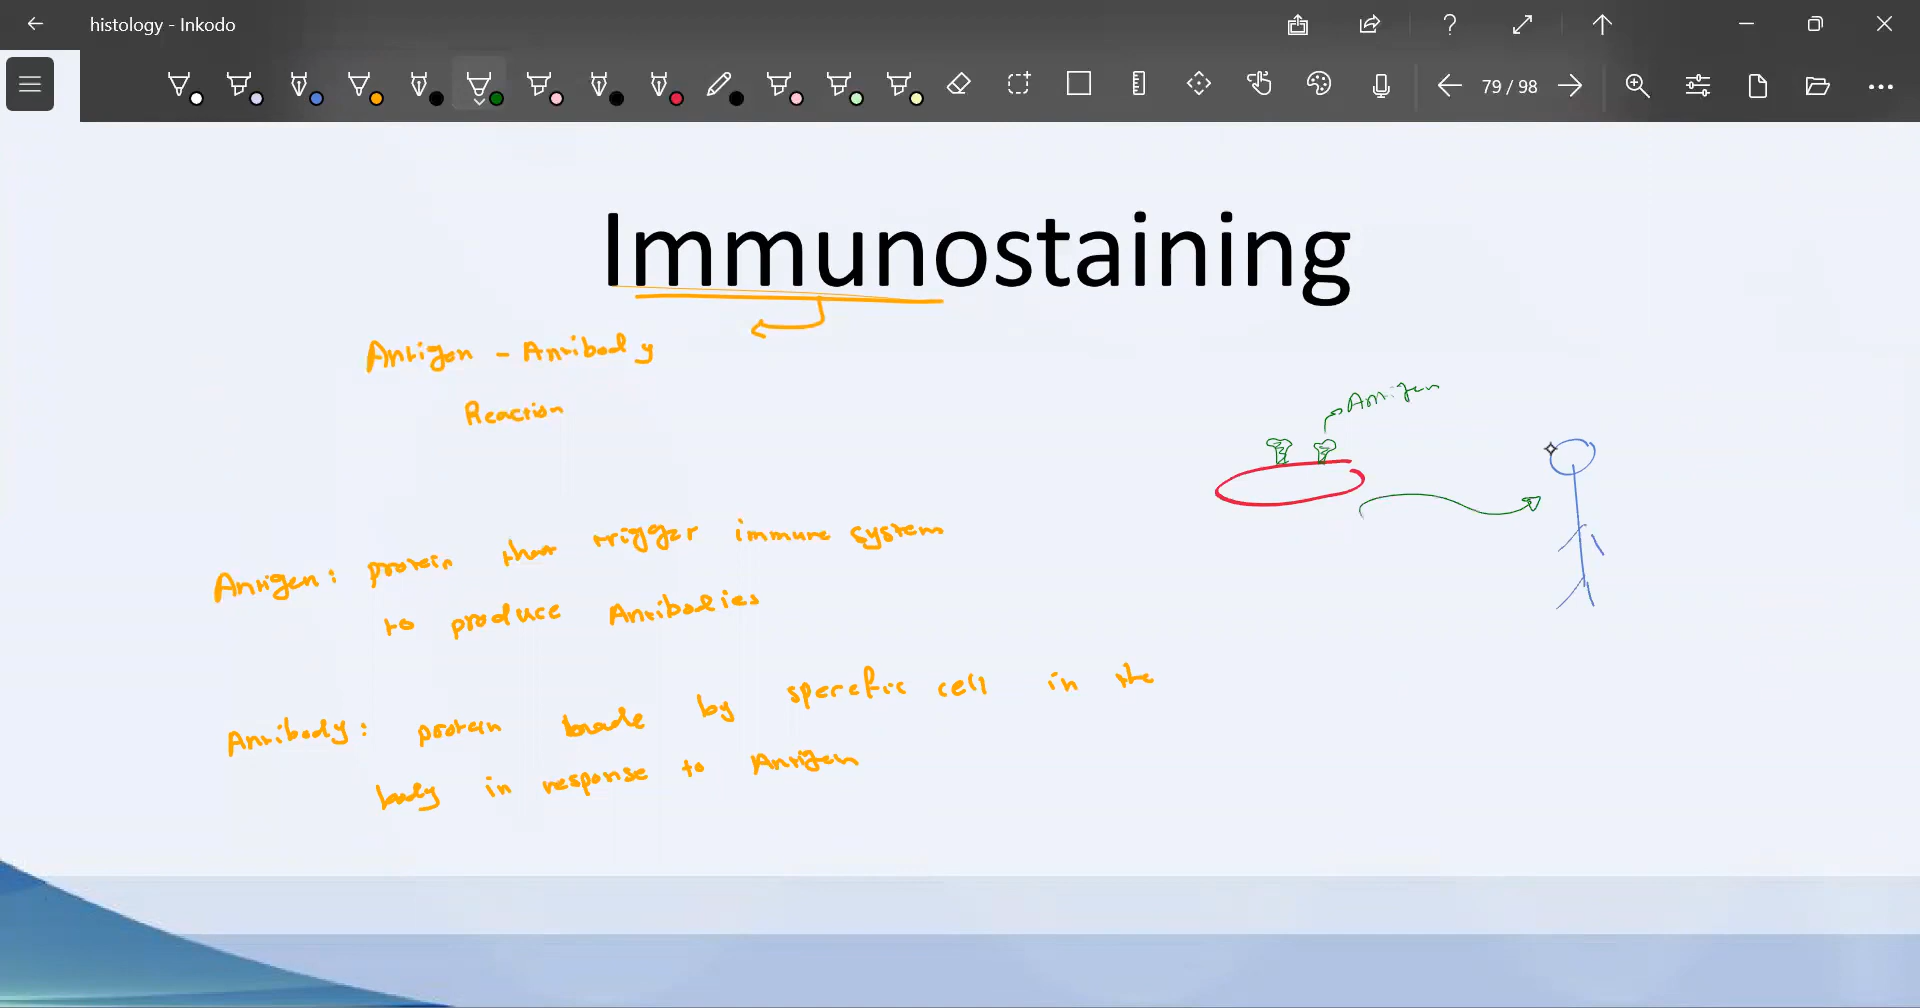 histology - Inkodo
79 / 98
Immunostaining
Antigen - Antibody
Reaction
Antigen
Antigen: protein that trigger immune system
to produce Antibodies
Antibody: protein made by sperefic cell in the
body in response to Antigen